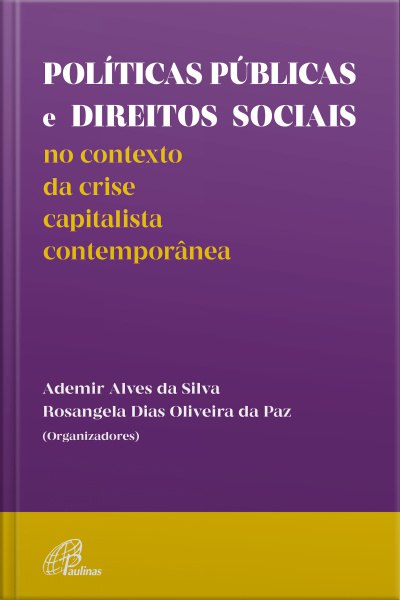 POLÍTICAS PÚBLICAS
e DIREITOS SOCIAIS
no contexto
da crise
capitalista
contemporânea
Ademir Alves da Silva
Rosangela Dias Oliveira da Paz
(Organizadores)
Paulinas